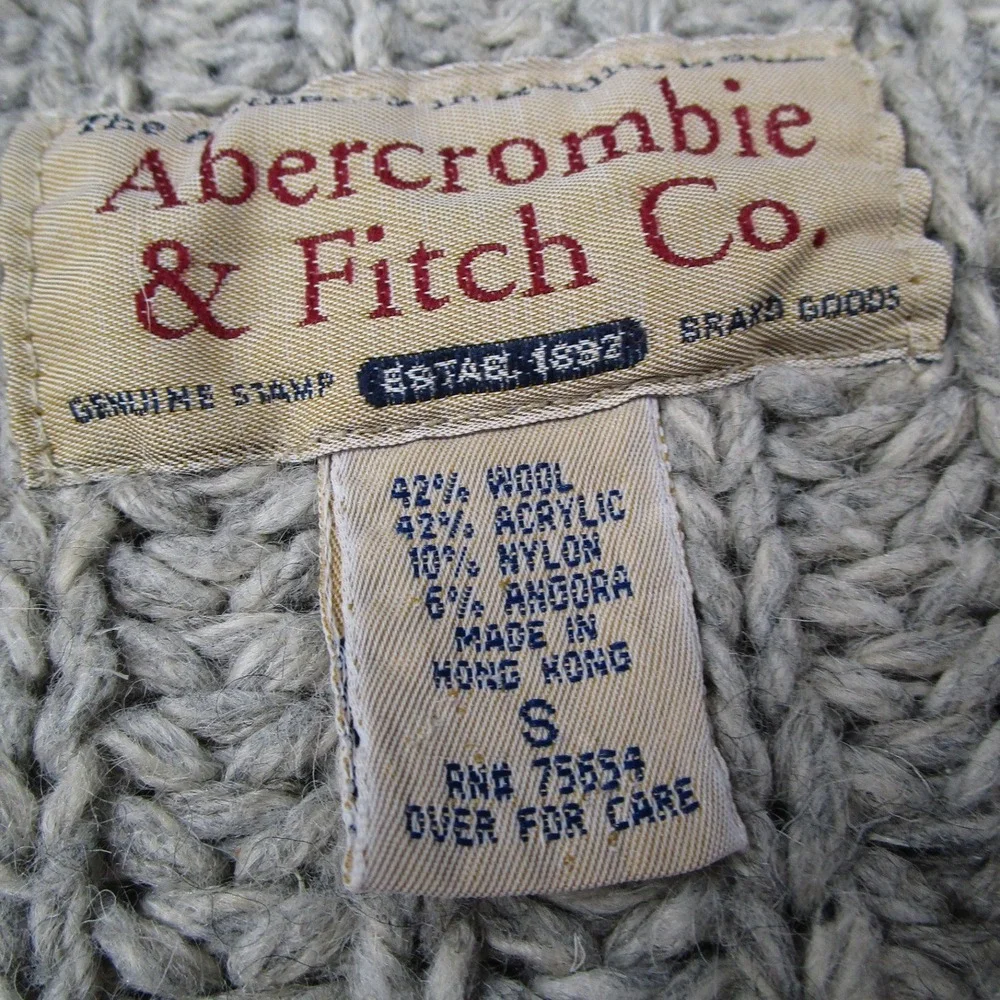 The
Abercrombie
& Fitch Co.
GENUINE STAMP ESTAB. 1892 BRAND GOODS
42% WOOL
42% ACRYLIC
10% NYLON
6% ANGORA
MADE IN
HONG KONG
S
RN# 75654
OVER FOR CARE